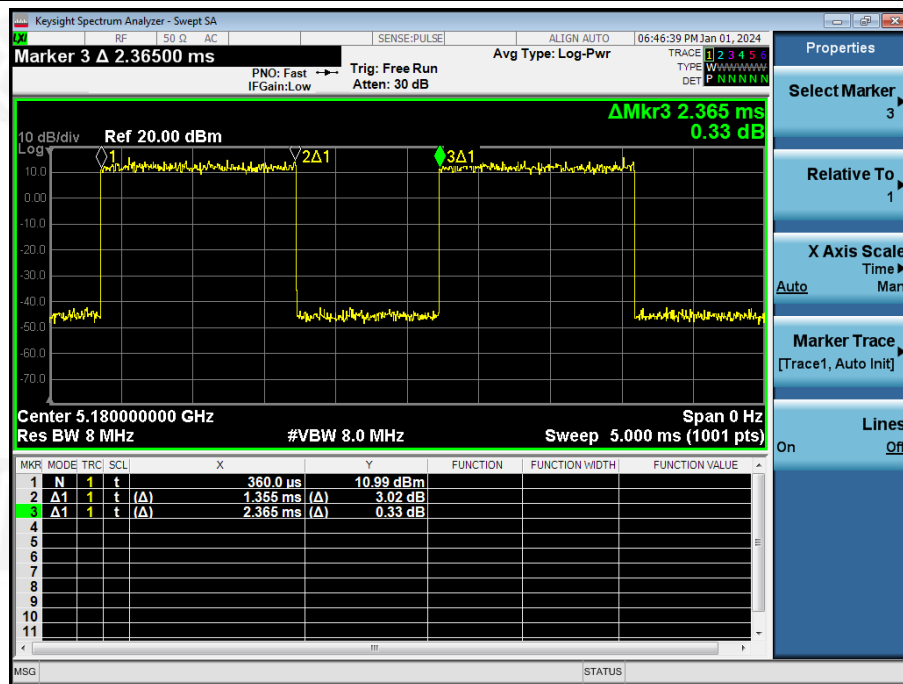 Keysight Spectrum Analyzer - Swept SA
LXI RF 50 Ω AC SENSE:PULSE ALIGN AUTO 06:46:39 PM Jan 01, 2024
Marker 3 Δ 2.36500 ms
PNO: Fast
IFGain:Low
Trig: Free Run
Atten: 30 dB
Avg Type: Log-Pwr
TRACE 1 2 3 4 5 6
TYPE WWWWWW
DET P N N N N N
ΔMkr3 2.365 ms
0.33 dB
10 dB/div Ref 20.00 dBm
Log
1 2Δ1 3Δ1
10.0
0.00
-10.0
-20.0
-30.0
-40.0
-50.0
-60.0
-70.0
Center 5.180000000 GHz Span 0 Hz
Res BW 8 MHz #VBW 8.0 MHz Sweep 5.000 ms (1001 pts)
MKR MODE TRC SCL X Y FUNCTION FUNCTION WIDTH FUNCTION VALUE
1 N 1 t 360.0 µs 10.99 dBm
2 Δ1 1 t (Δ) 1.355 ms (Δ) 3.02 dB
3 Δ1 1 t (Δ) 2.365 ms (Δ) 0.33 dB
4
5
6
7
8
9
10
11
MSG STATUS
Properties
Select Marker
3
Relative To
1
X Axis Scale
Time
Auto Man
Marker Trace
[Trace1, Auto Init]
Lines
On Off